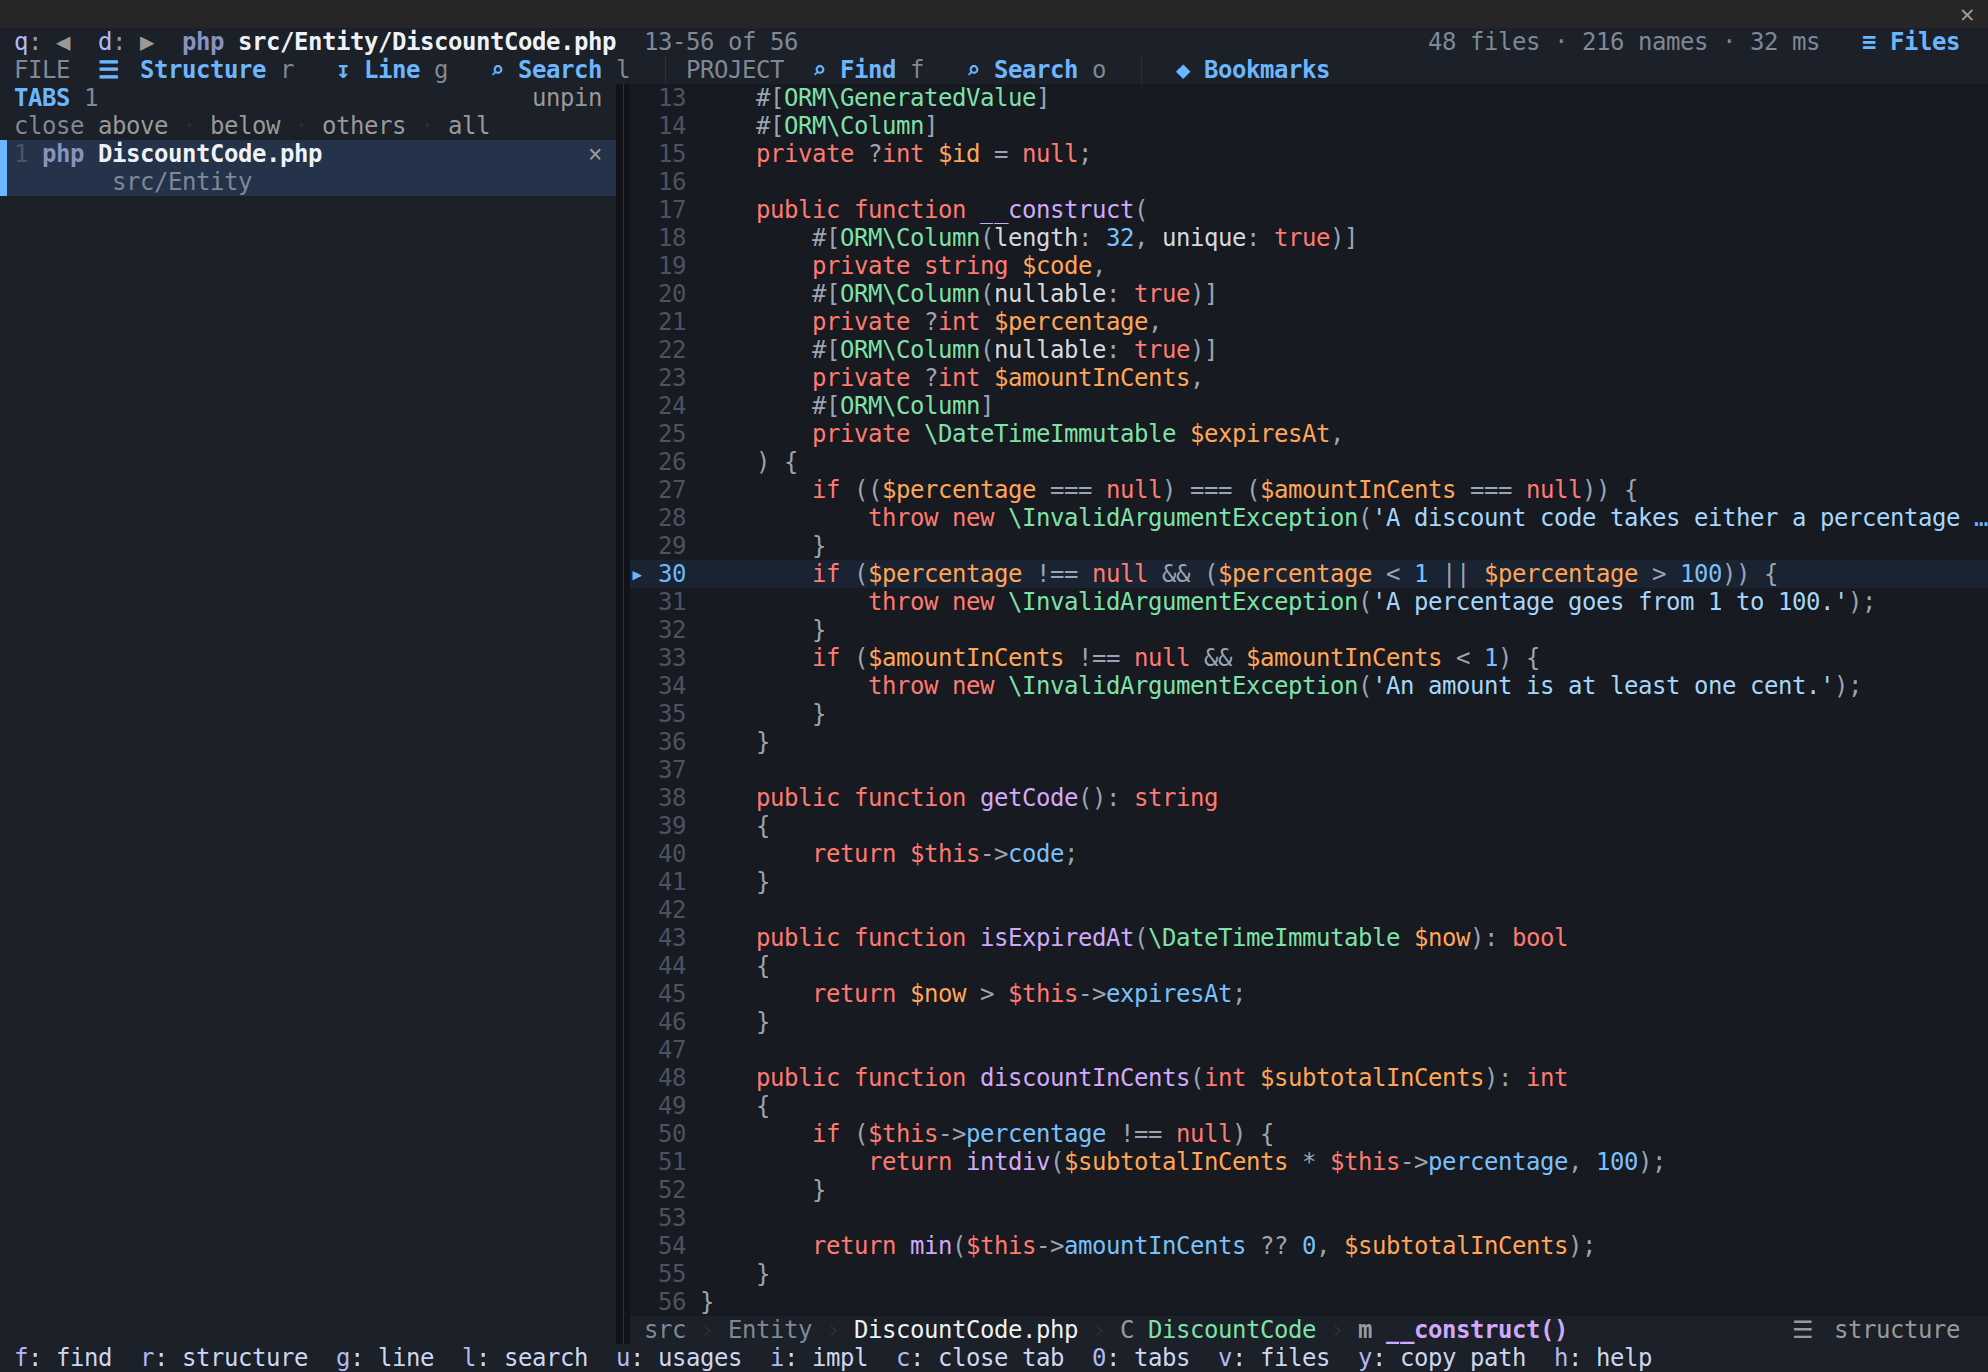 ×
q: ◀  d: ▶  php src/Entity/DiscountCode.php  13-56 of 56  48 files · 216 names · 32 ms  ≡ Files
FILE  ☰ Structure r  ↧ Line g  ⌕ Search l  PROJECT  ⌕ Find f  ⌕ Search o  ◆ Bookmarks
TABS 1  unpin
close above · below · others · all
1 php DiscountCode.php  ×
src/Entity
13     #[ORM\GeneratedValue]
14     #[ORM\Column]
15     private ?int $id = null;
16
17     public function __construct(
18         #[ORM\Column(length: 32, unique: true)]
19         private string $code,
20         #[ORM\Column(nullable: true)]
21         private ?int $percentage,
22         #[ORM\Column(nullable: true)]
23         private ?int $amountInCents,
24         #[ORM\Column]
25         private \DateTimeImmutable $expiresAt,
26     ) {
27         if (($percentage === null) === ($amountInCents === null)) {
28             throw new \InvalidArgumentException('A discount code takes either a percentage …
29         }
▸ 30         if ($percentage !== null && ($percentage < 1 || $percentage > 100)) {
31             throw new \InvalidArgumentException('A percentage goes from 1 to 100.');
32         }
33         if ($amountInCents !== null && $amountInCents < 1) {
34             throw new \InvalidArgumentException('An amount is at least one cent.');
35         }
36     }
37
38     public function getCode(): string
39     {
40         return $this->code;
41     }
42
43     public function isExpiredAt(\DateTimeImmutable $now): bool
44     {
45         return $now > $this->expiresAt;
46     }
47
48     public function discountInCents(int $subtotalInCents): int
49     {
50         if ($this->percentage !== null) {
51             return intdiv($subtotalInCents * $this->percentage, 100);
52         }
53
54         return min($this->amountInCents ?? 0, $subtotalInCents);
55     }
56 }
src › Entity › DiscountCode.php › C DiscountCode › m __construct()  ☰ structure
f: find  r: structure  g: line  l: search  u: usages  i: impl  c: close tab  0: tabs  v: files  y: copy path  h: help